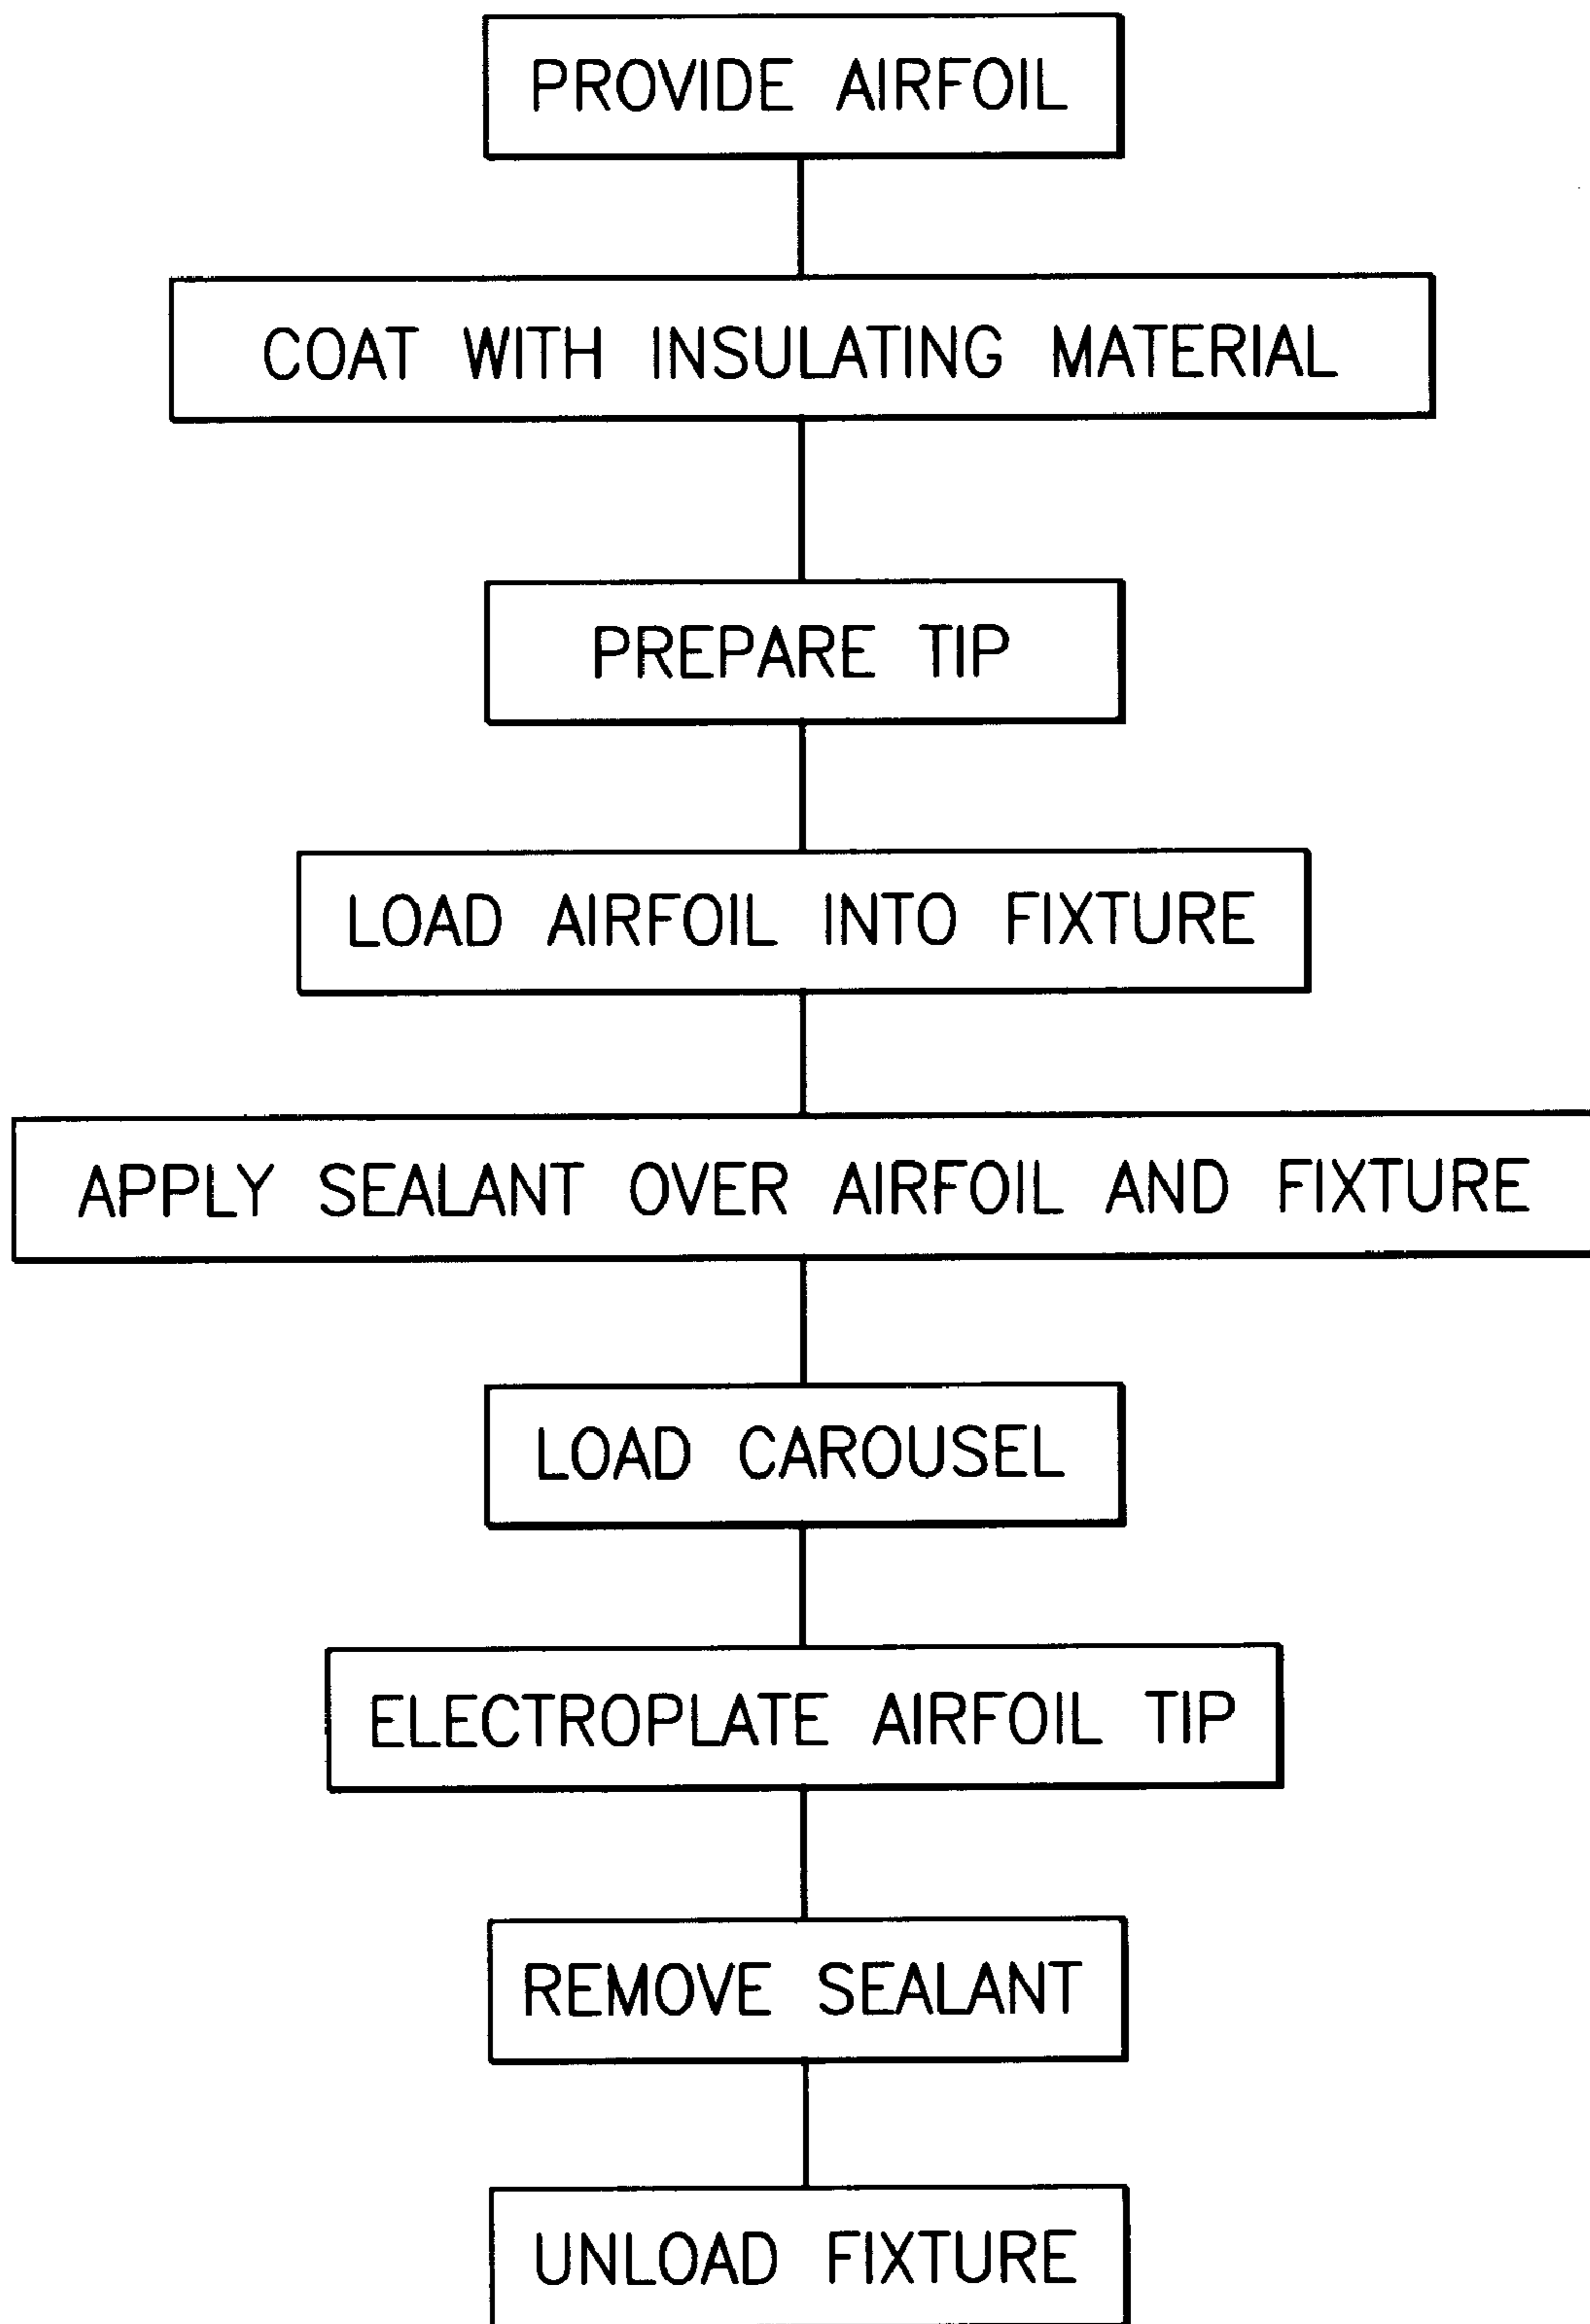 PROVIDE AIRFOIL
COAT WITH INSULATING MATERIAL
PREPARE TIP
LOAD AIRFOIL INTO FIXTURE
APPLY SEALANT OVER AIRFOIL AND FIXTURE
LOAD CAROUSEL
ELECTROPLATE AIRFOIL TIP
REMOVE SEALANT
UNLOAD FIXTURE